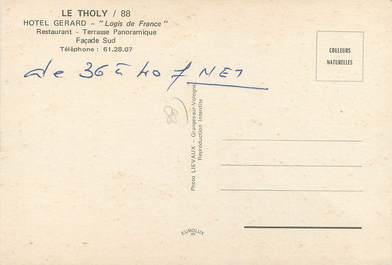 LE THOLY / 88
HOTEL GERARD - "Logis de France"
Restaurant - Terrasse Panoramique
Façade Sud
Téléphone : 61.28.07
COULEURS
NATURELLES
de 36 à 40 F NET
Photo LIEVAUX - Granges-sur-Vologne
Reproduction Interdite
EUROLUX